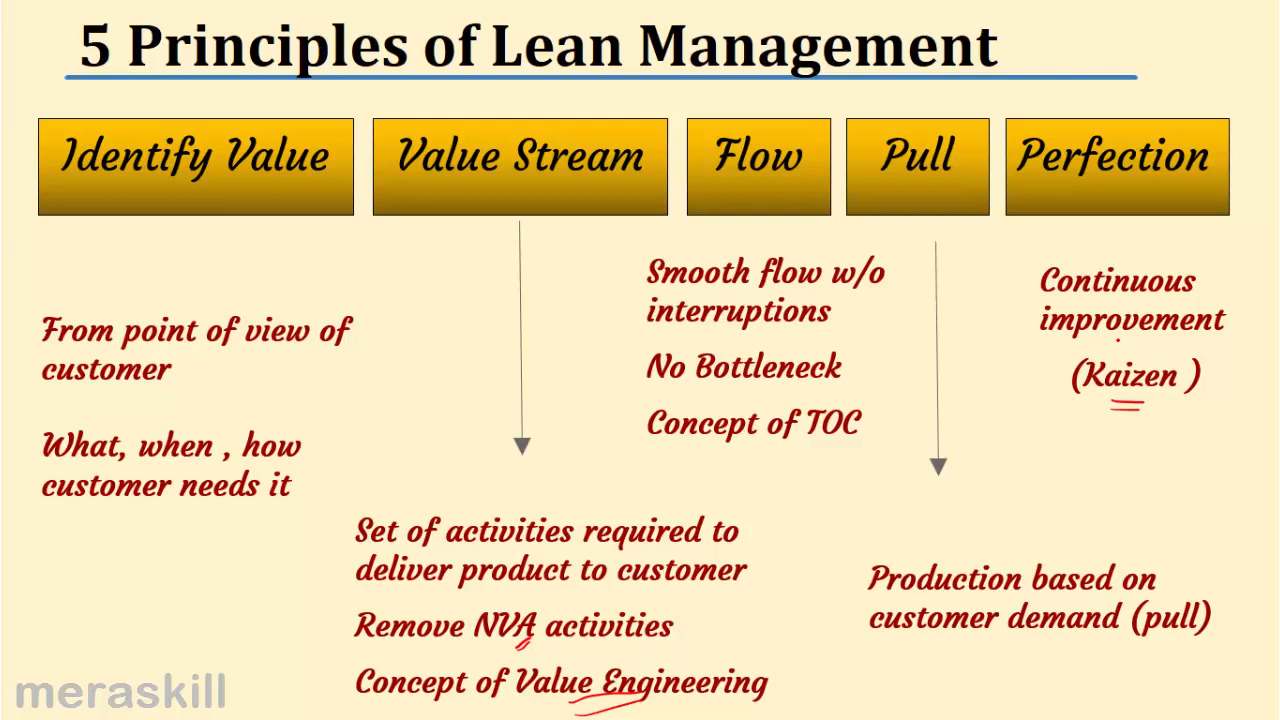 5 Principles of Lean Management
Identify Value
Value Stream
Flow
Pull
Perfection
From point of view of
customer
What, when , how
customer needs it
Set of activities required to
deliver product to customer
Remove NVA activities
Concept of Value Engineering
Smooth flow w/o
interruptions
No Bottleneck
Concept of TOC
Production based on
customer demand (pull)
Continuous
improvement
(Kaizen )
meraskill